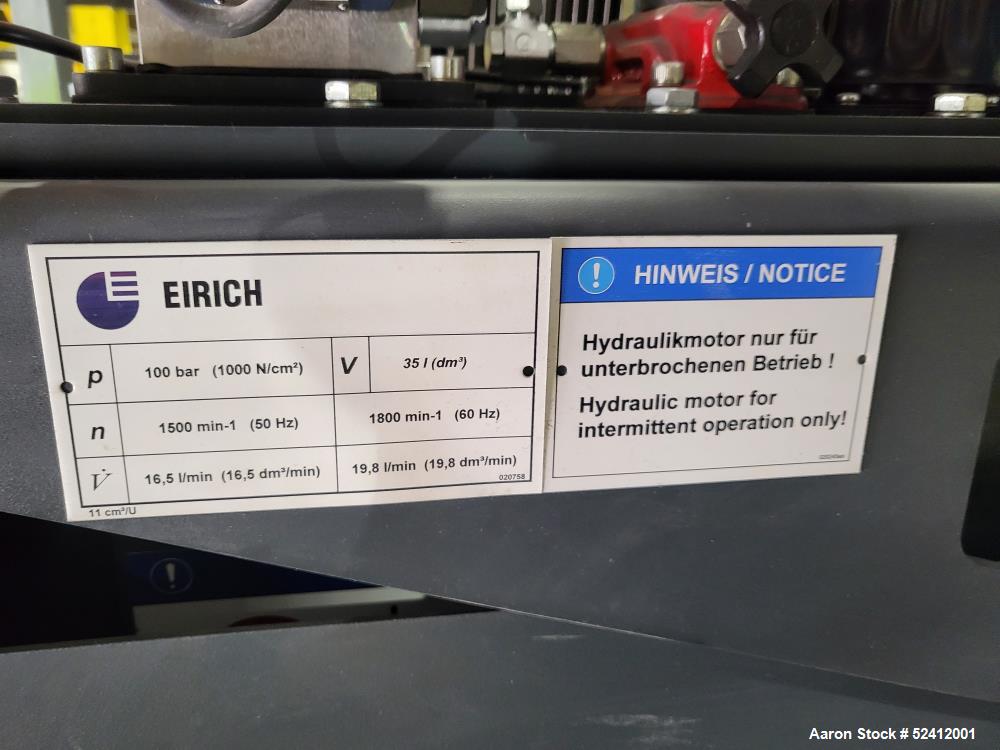 EIRICH
p 100 bar (1000 N/cm²) V 35 l (dm³)
n 1500 min-1 (50 Hz) 1800 min-1 (60 Hz)
V̇ 16,5 l/min (16,5 dm³/min) 19,8 l/min (19,8 dm³/min)
020758
11 cm³/U
! HINWEIS / NOTICE
Hydraulikmotor nur für
unterbrochenen Betrieb !
Hydraulic motor for
intermittent operation only!
Aaron Stock # 52412001